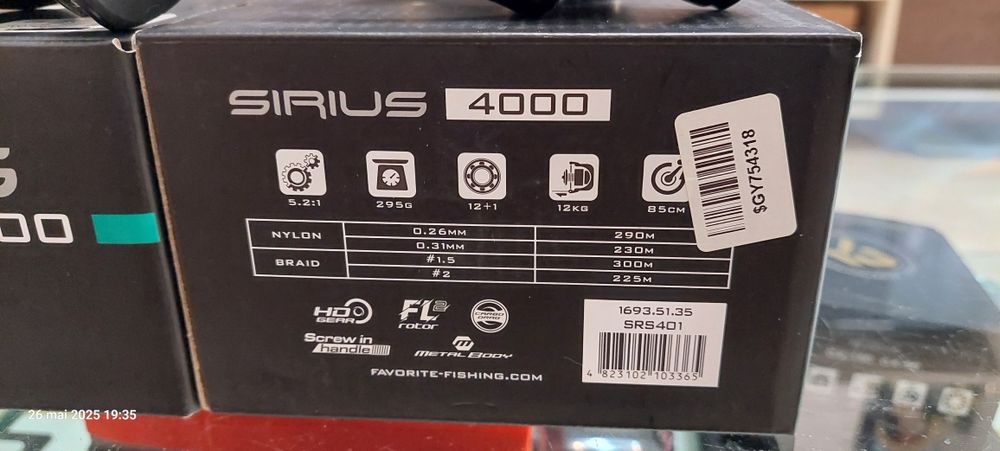 SIRIUS 4000
5.2:1 295G 12+1 12KG 85CM
$GY754318
NYLON 0.26MM 290M
0.31MM 230M
BRAID #1.5 300M
#2 225M
HD GEAR FL2 rotor CARBO DRAG
Screw in handle METAL BODY
FAVORITE-FISHING.COM
1693.51.35
SRS401
4 823102 103365
00
26 mai 2025 19:35